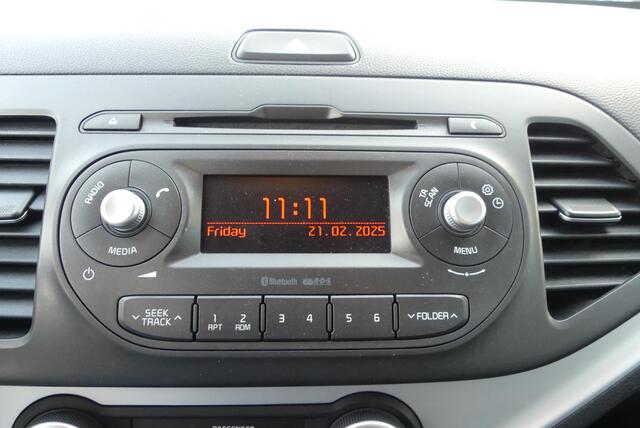 RADIO
MEDIA
11:11
Friday 21.02.2025
TA
SCAN
MENU
Bluetooth
SEEK
TRACK
1 RPT
2 RDM
3 4
5 6
FOLDER
PASSENGER